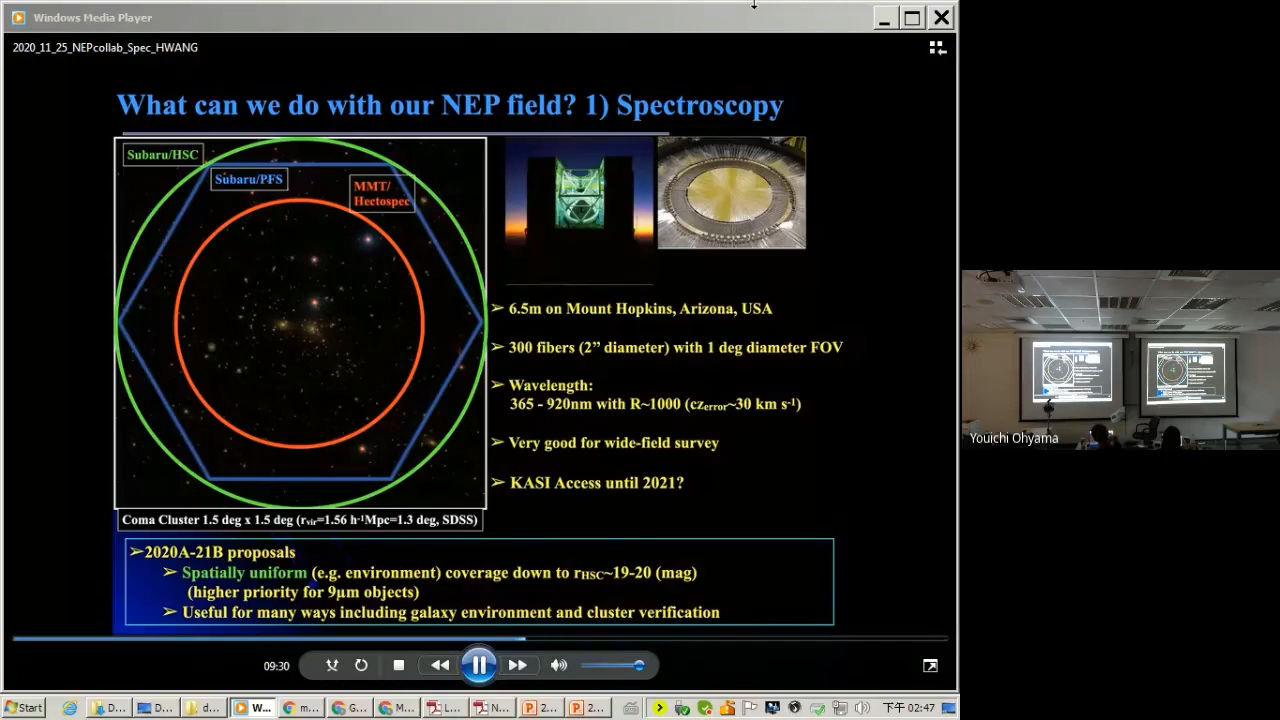 Windows Media Player
2020_11_25_NEPcollab_Spec_HWANG
What can we do with our NEP field? 1) Spectroscopy
Subaru/HSC
Subaru/PFS
MMT/
Hectospec
➢ 6.5m on Mount Hopkins, Arizona, USA
➢ 300 fibers (2” diameter) with 1 deg diameter FOV
➢ Wavelength:
365 - 920nm with R~1000 (czerror~30 km s-1)
➢ Very good for wide-field survey
➢ KASI Access until 2021?
Coma Cluster 1.5 deg x 1.5 deg (rvir=1.56 h-1Mpc=1.3 deg, SDSS)
➢2020A-21B proposals
➢ Spatially uniform (e.g. environment) coverage down to rHSC~19-20 (mag)
(higher priority for 9μm objects)
➢ Useful for many ways including galaxy environment and cluster verification
Youichi Ohyama
09:30
Start
D...
D...
d...
W...
m...
G...
M...
L...
N...
2...
2...
下午 02:47